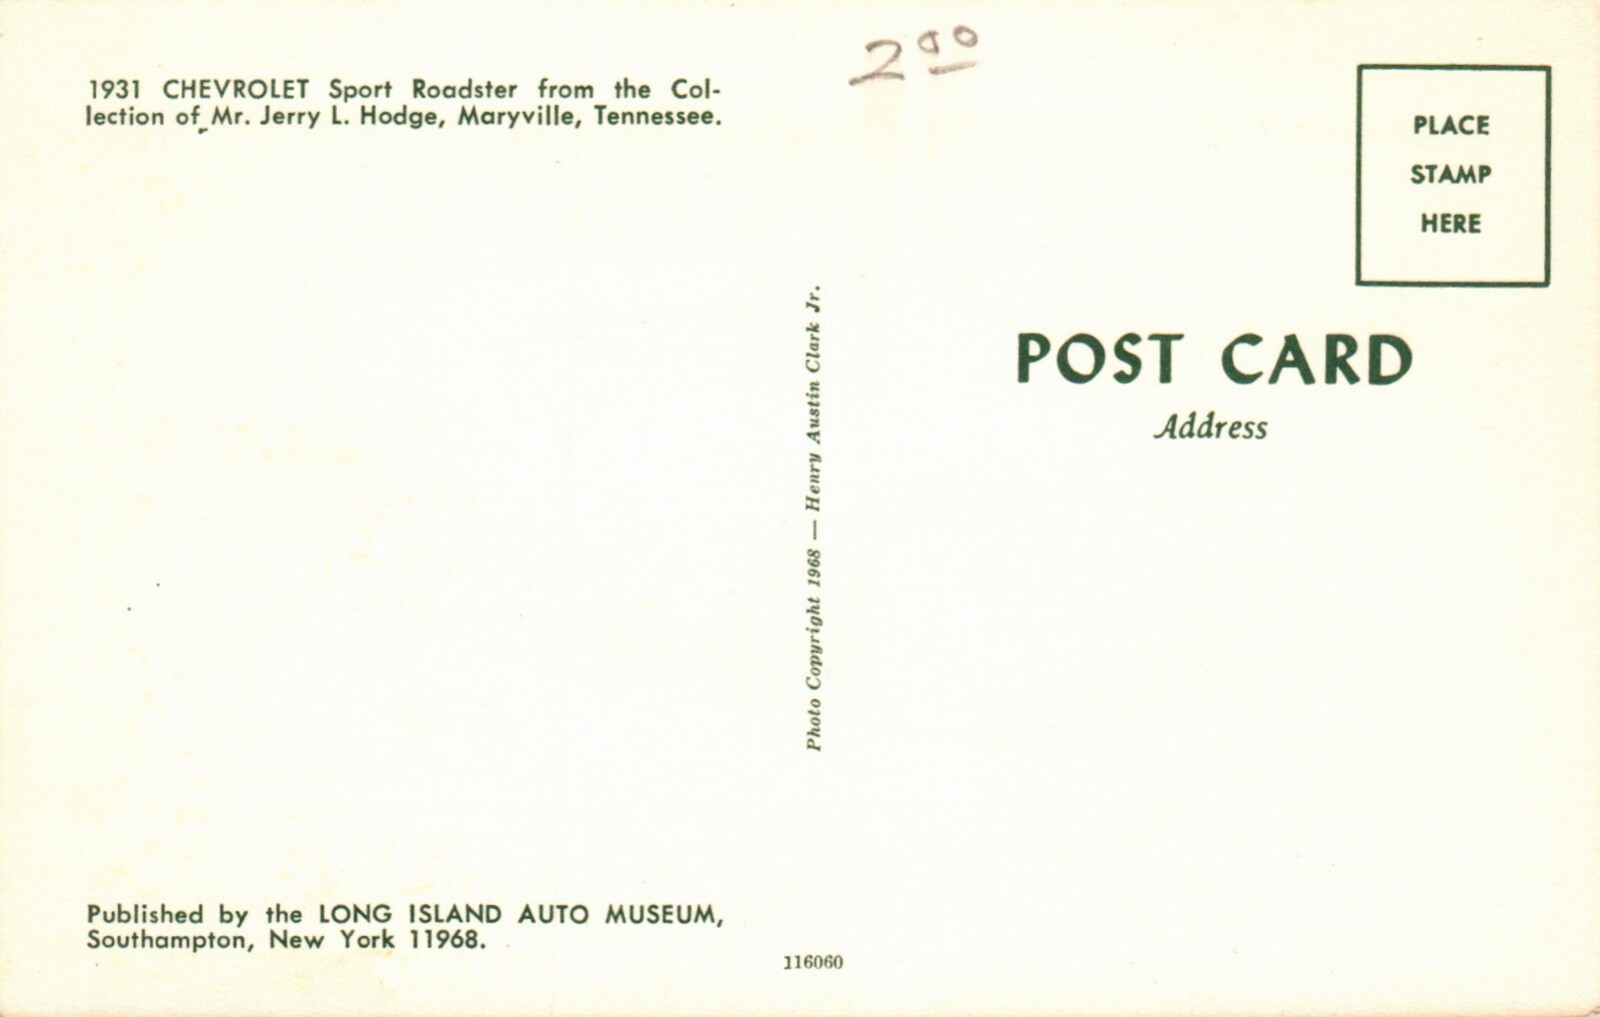 1931 CHEVROLET Sport Roadster from the Col-
lection of Mr. Jerry L. Hodge, Maryville, Tennessee.
2 00
PLACE
STAMP
HERE
Photo Copyright 1968 — Henry Austin Clark Jr.
POST CARD
Address
Published by the LONG ISLAND AUTO MUSEUM,
Southampton, New York 11968.
116060